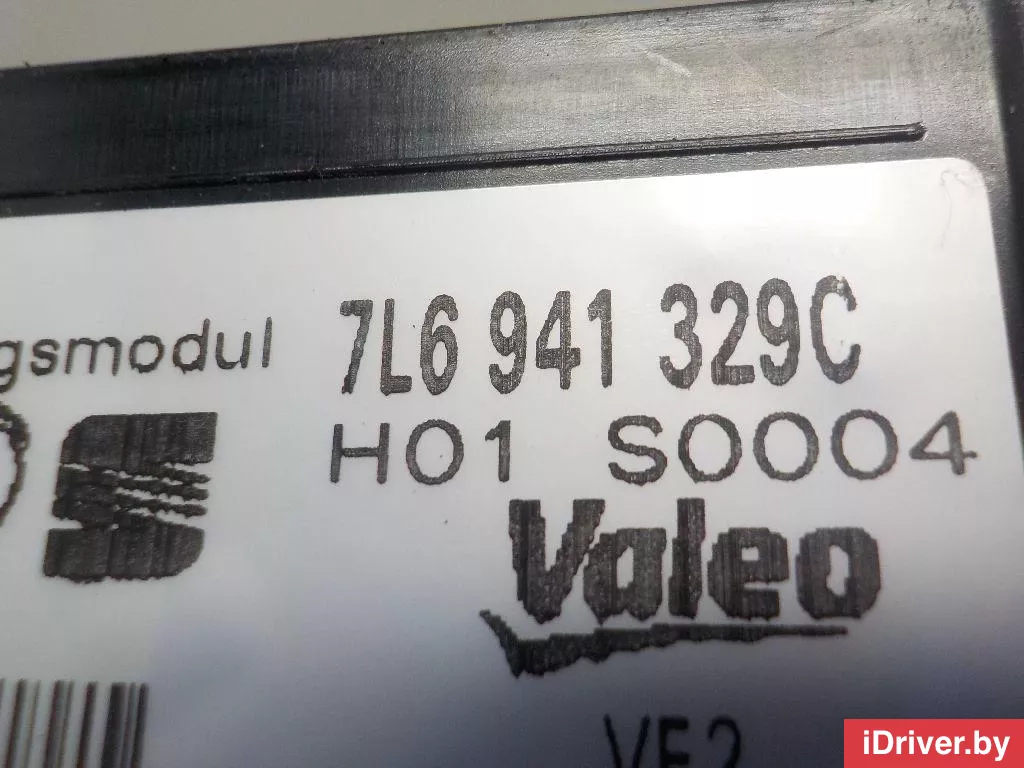 gsmodul 7L6 941 329C
H01 S0004
Valeo
iDriver.by